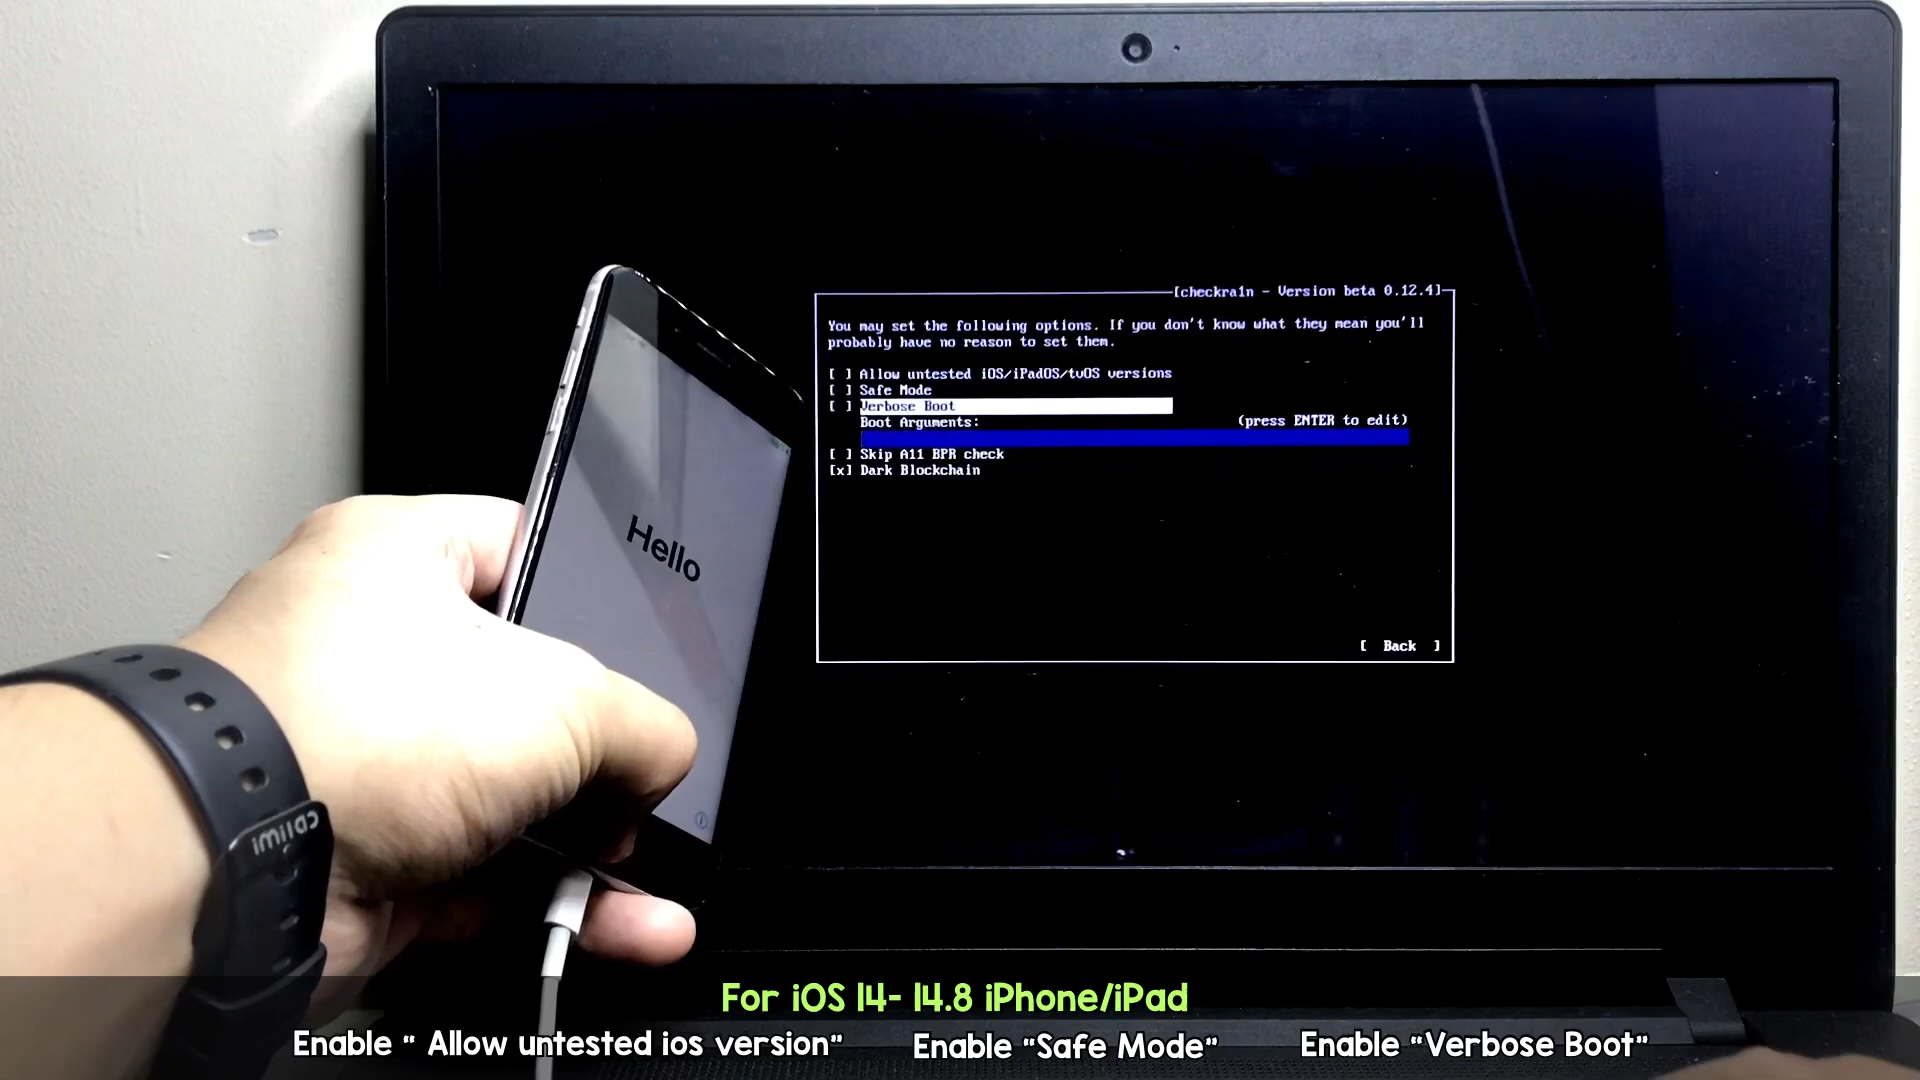 [checkra1n - Version beta 0.12.4]
You may set the following options. If you don't know what they mean you'll
probably have no reason to set them.
[ ] Allow untested iOS/iPadOS/tvOS versions
[ ] Safe Mode
[ ] Verbose Boot
Boot Arguments: (press ENTER to edit)
[ ] Skip A11 BPR check
[x] Dark Blockchain
[ Back ]
Hello
For iOS 14- 14.8 iPhone/iPad
Enable “ Allow untested ios version” Enable “Safe Mode” Enable “Verbose Boot”